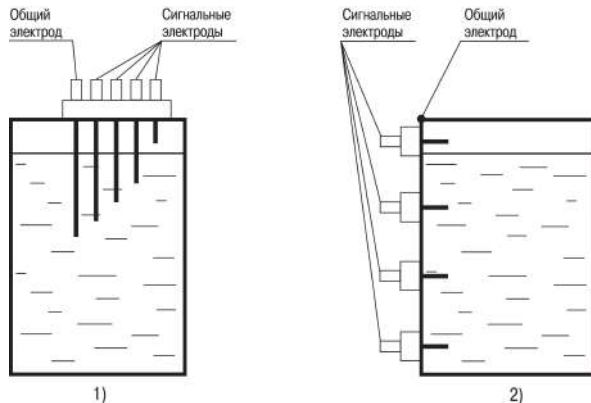 Общий
электрод
Сигнальные
электроды
Сигнальные
электроды
Общий
электрод
1)
2)